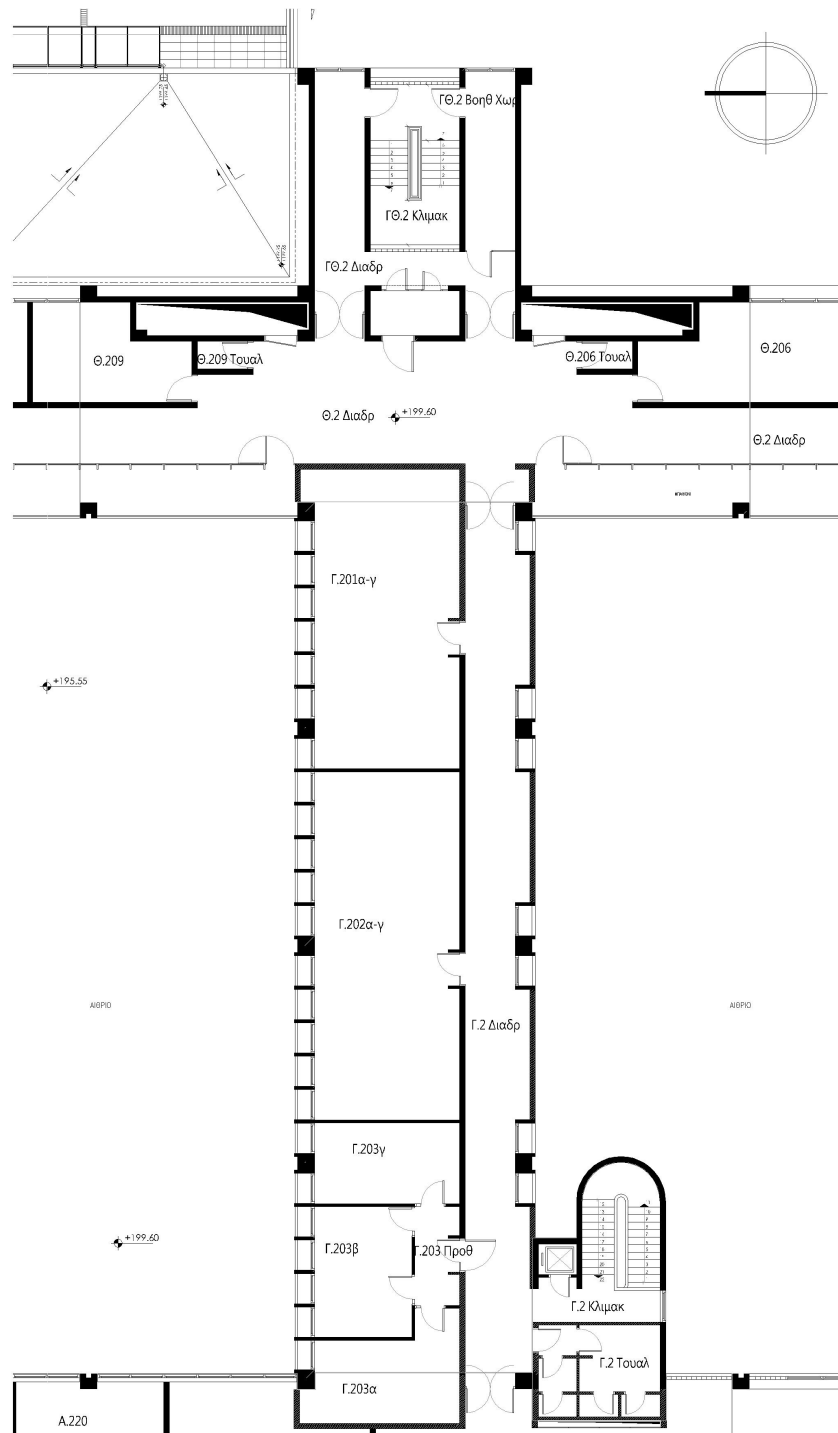 ΓΘ.2 Βοηθ Χωρ
ΓΘ.2 Κλιμακ
ΓΘ.2 Διαδρ
Θ.209
Θ.209 Τουαλ
Θ.206 Τουαλ
Θ.206
Θ.2 Διαδρ
+199.60
Θ.2 Διαδρ
Γ.201α-γ
+195.55
Γ.202α-γ
ΑΙΘΡΙΟ
ΑΙΘΡΙΟ
Γ.2 Διαδρ
Γ.203γ
+199.60
Γ.203β
Γ.203 Προθ
Γ.2 Κλιμακ
Γ.2 Τουαλ
Γ.203α
Α.220